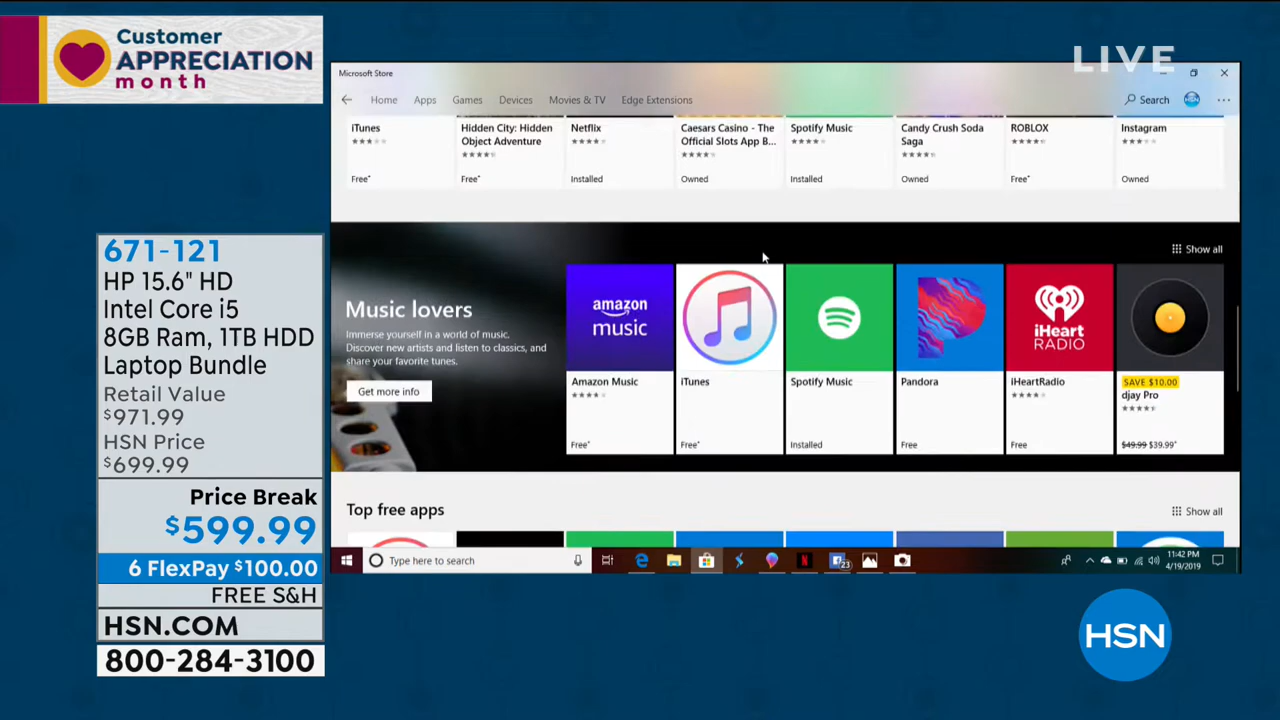 Customer
APPRECIATION
month
LIVE
Microsoft Store
Home
Apps
Games
Devices
Movies & TV
Edge Extensions
Search
HSN
iTunes
Free*
Hidden City: Hidden
Object Adventure
Free*
Netflix
Installed
Caesars Casino - The
Official Slots App B...
Owned
Spotify Music
Installed
Candy Crush Soda
Saga
Owned
ROBLOX
Free*
Instagram
Owned
Show all
Music lovers
Immerse yourself in a world of music.
Discover new artists and listen to classics, and
share your favorite tunes.
Get more info
amazon
music
Amazon Music
Free*
iTunes
Free*
Spotify Music
Installed
Pandora
Free
iHeart
RADIO
iHeartRadio
Free
SAVE $10.00
djay Pro
$49.99 $39.99*
Top free apps
Show all
Type here to search
23
11:42 PM
4/19/2019
671-121
HP 15.6" HD
Intel Core i5
8GB Ram, 1TB HDD
Laptop Bundle
Retail Value
$971.99
HSN Price
$699.99
Price Break
$599.99
6 FlexPay $100.00
FREE S&H
HSN.COM
800-284-3100
HSN